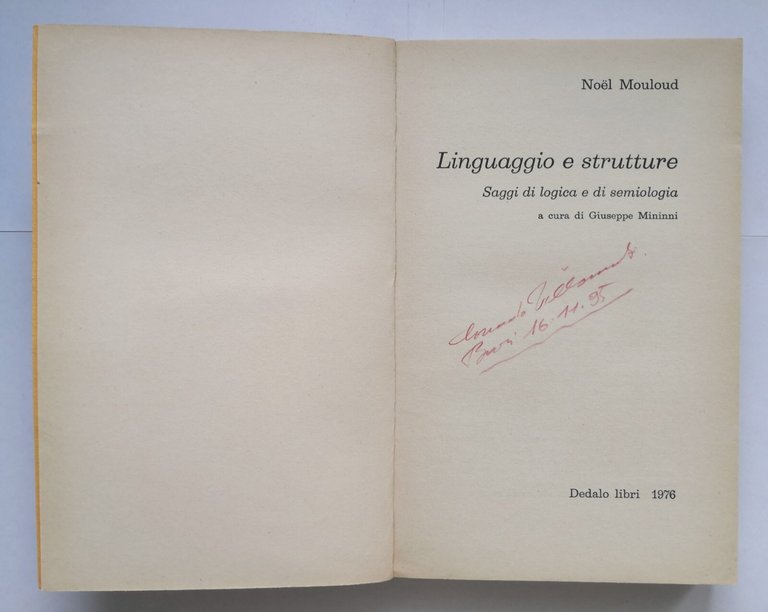 Noël Mouloud
Linguaggio e strutture
Saggi di logica e di semiologia
a cura di Giuseppe Mininni
Bari 16.11.95
Dedalo libri 1976